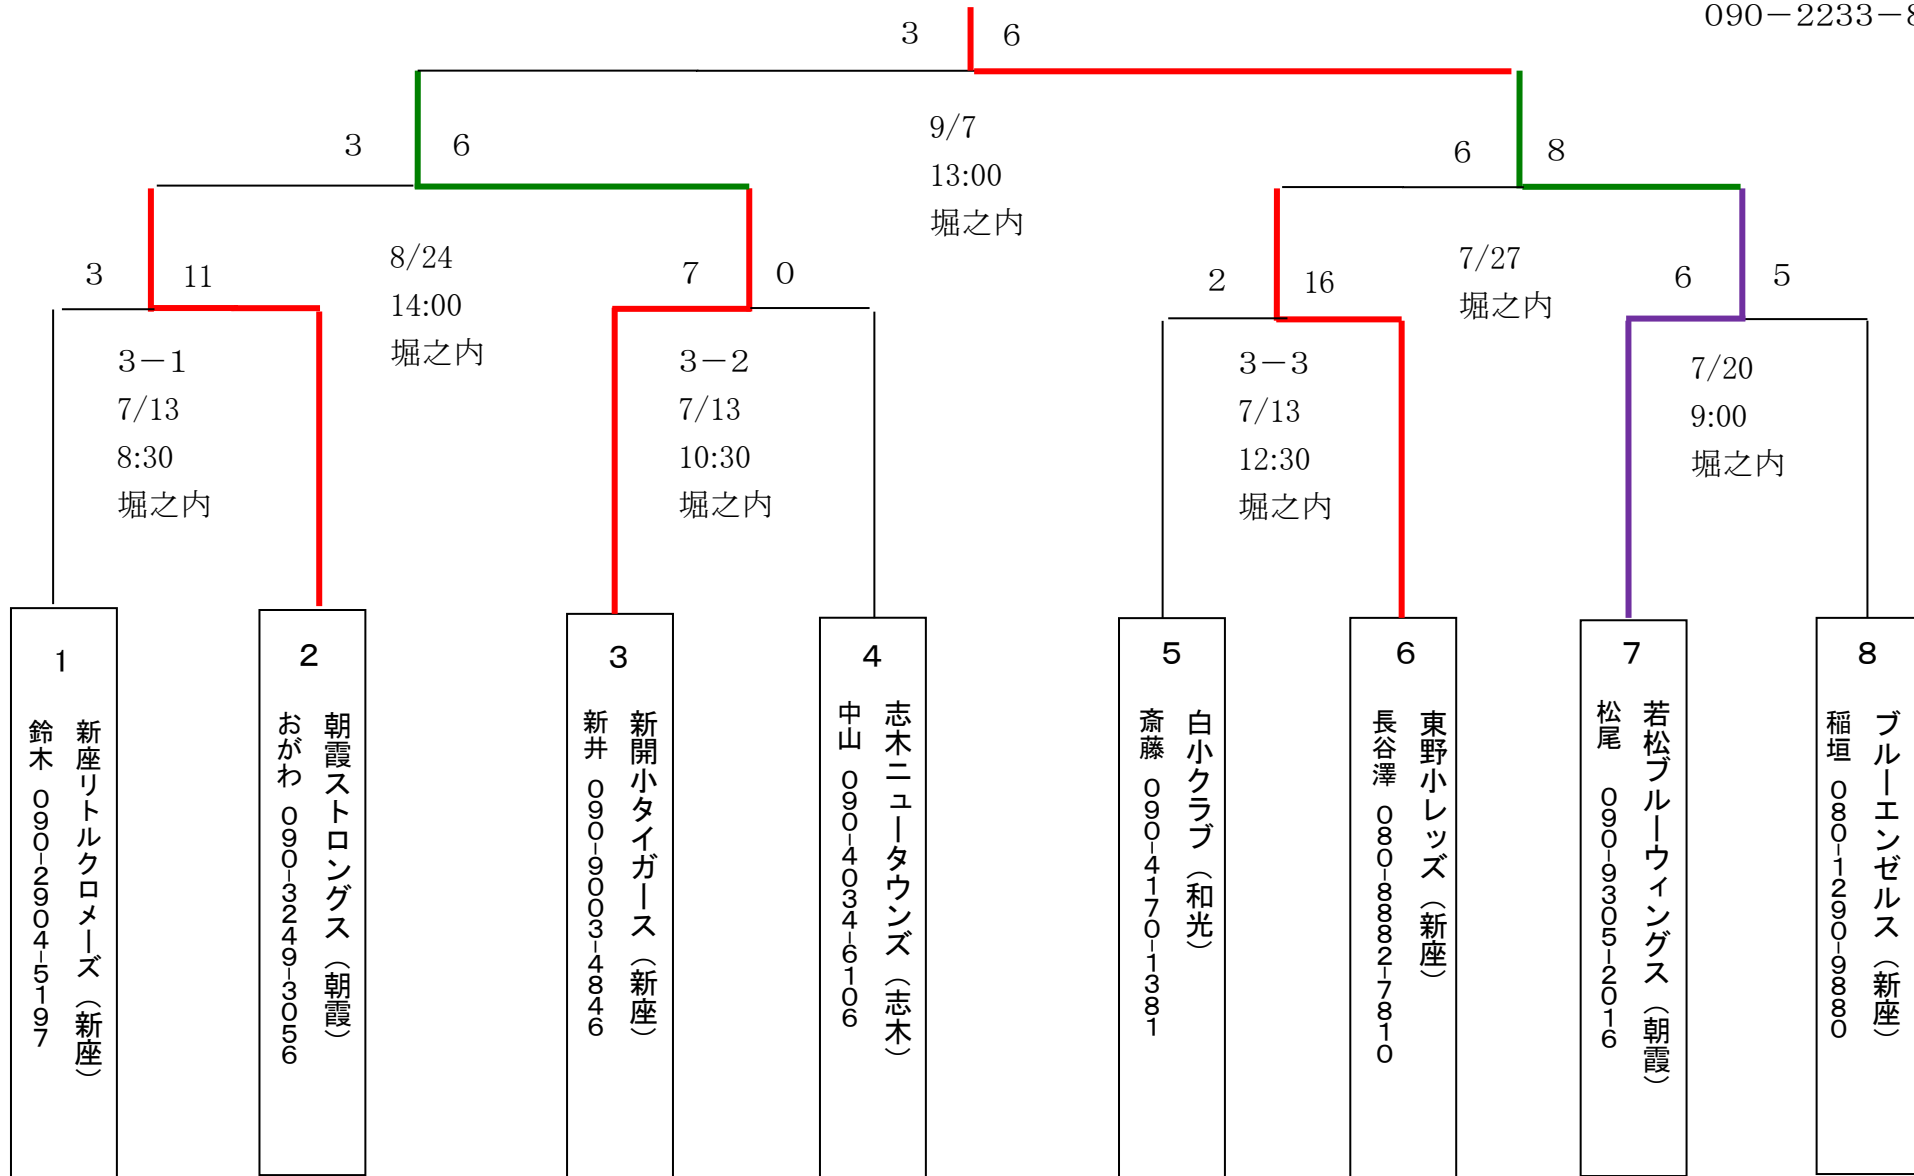 090－2233－8
3 6
3 6
9/7
13:00
堀之内
6 8
3 11
8/24
14:00
堀之内
7 0
2 16
7/27
堀之内
6 5
3－1
7/13
8:30
堀之内
3－2
7/13
10:30
堀之内
3－3
7/13
12:30
堀之内
7/20
9:00
堀之内
1
新座リトルクロメーズ（新座）
鈴木 090-2904-5197
2
朝霞ストロングス（朝霞）
おがわ 090-3249-3056
3
新開小タイガース（新座）
新井 090-9003-4846
4
志木ニュータウンズ（志木）
中山 090-4034-6106
5
白小クラブ（和光）
斎藤 090-4170-1381
6
東野小レッズ（新座）
長谷澤 080-8882-7810
7
若松ブルーウィングス（朝霞）
松尾 090-9305-2016
8
ブルーエンゼルス（新座）
稲垣 080-1290-9880